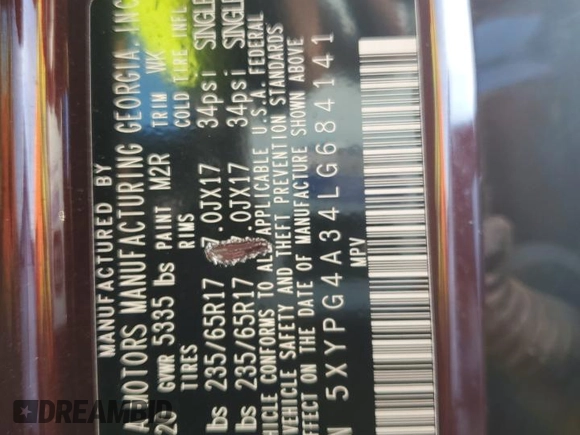 MANUFACTURED BY
A MOTORS MANUFACTURING GEORGIA, INC
GVWR 5335 lbs PAINT M2R TRIM WK
TIRES RIMS COLD TIRE INF
lbs 235/65R17 7.0JX17 34psi SINGLE
lbs 235/65R17 .0JX17 34psi SINGLE
HICLE CONFORMS TO ALL APPLICABLE U.S.A. FEDERAL
VEHICLE SAFETY AND THEFT PREVENTION STANDARDS
EFFECT ON THE DATE OF MANUFACTURE SHOWN ABOVE
N 5XYPG4A34LG684141
MPV
DREAMBID